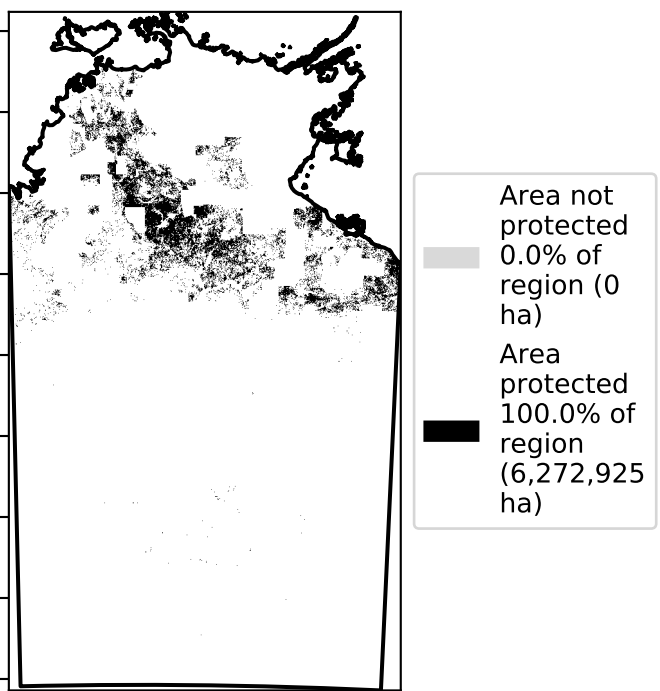 Area not
protected
0.0% of
region (0
ha)
Area
protected
100.0% of
region
(6,272,925
ha)